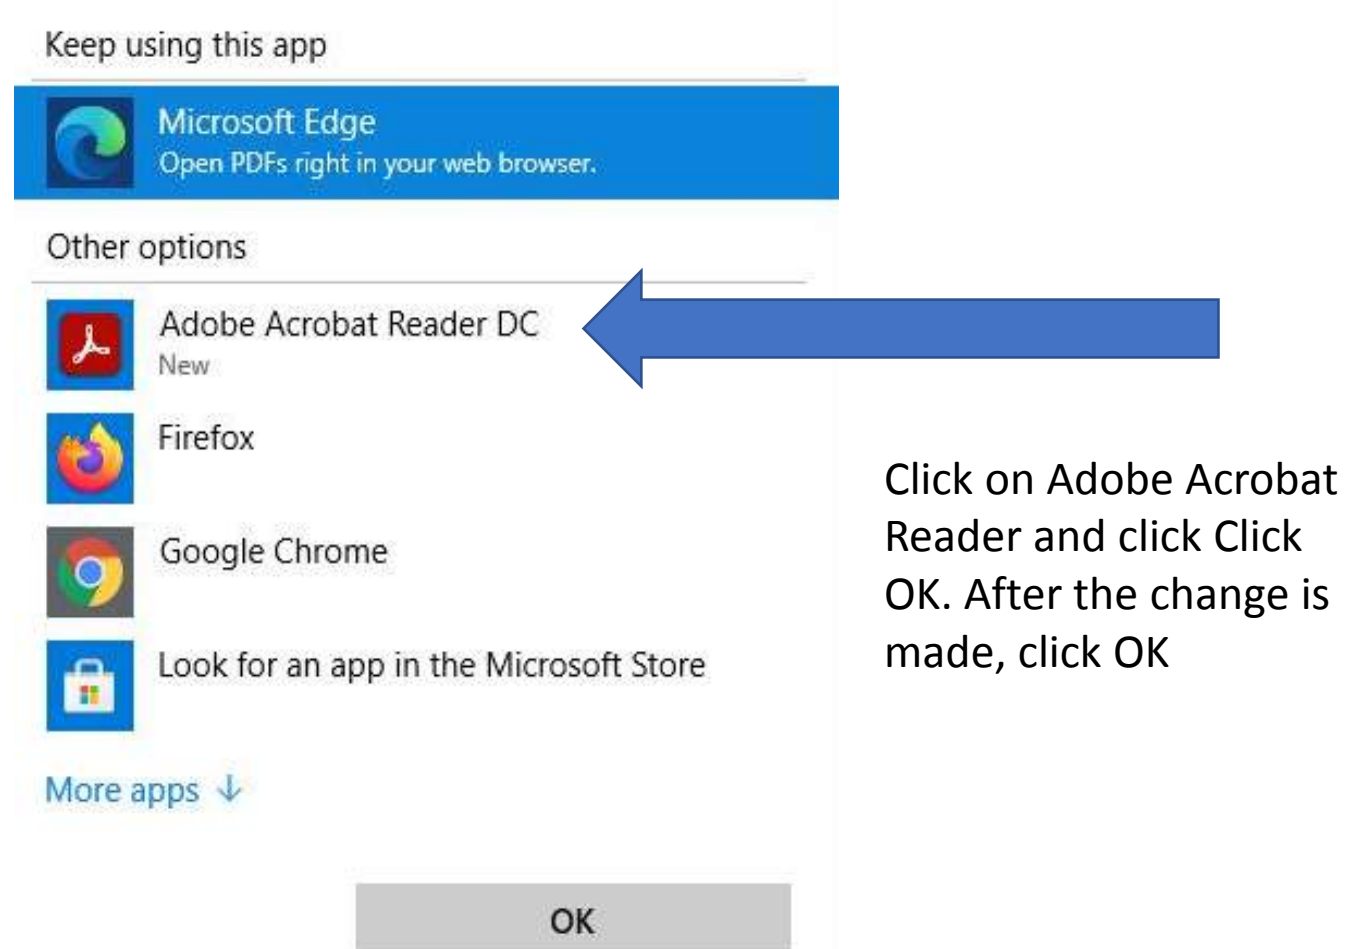 Keep using this app
Microsoft Edge
Open PDFs right in your web browser.
Other options
Adobe Acrobat Reader DC
New
Firefox
Google Chrome
Look for an app in the Microsoft Store
More apps
OK
Click on Adobe Acrobat
Reader and click Click
OK. After the change is
made, click OK